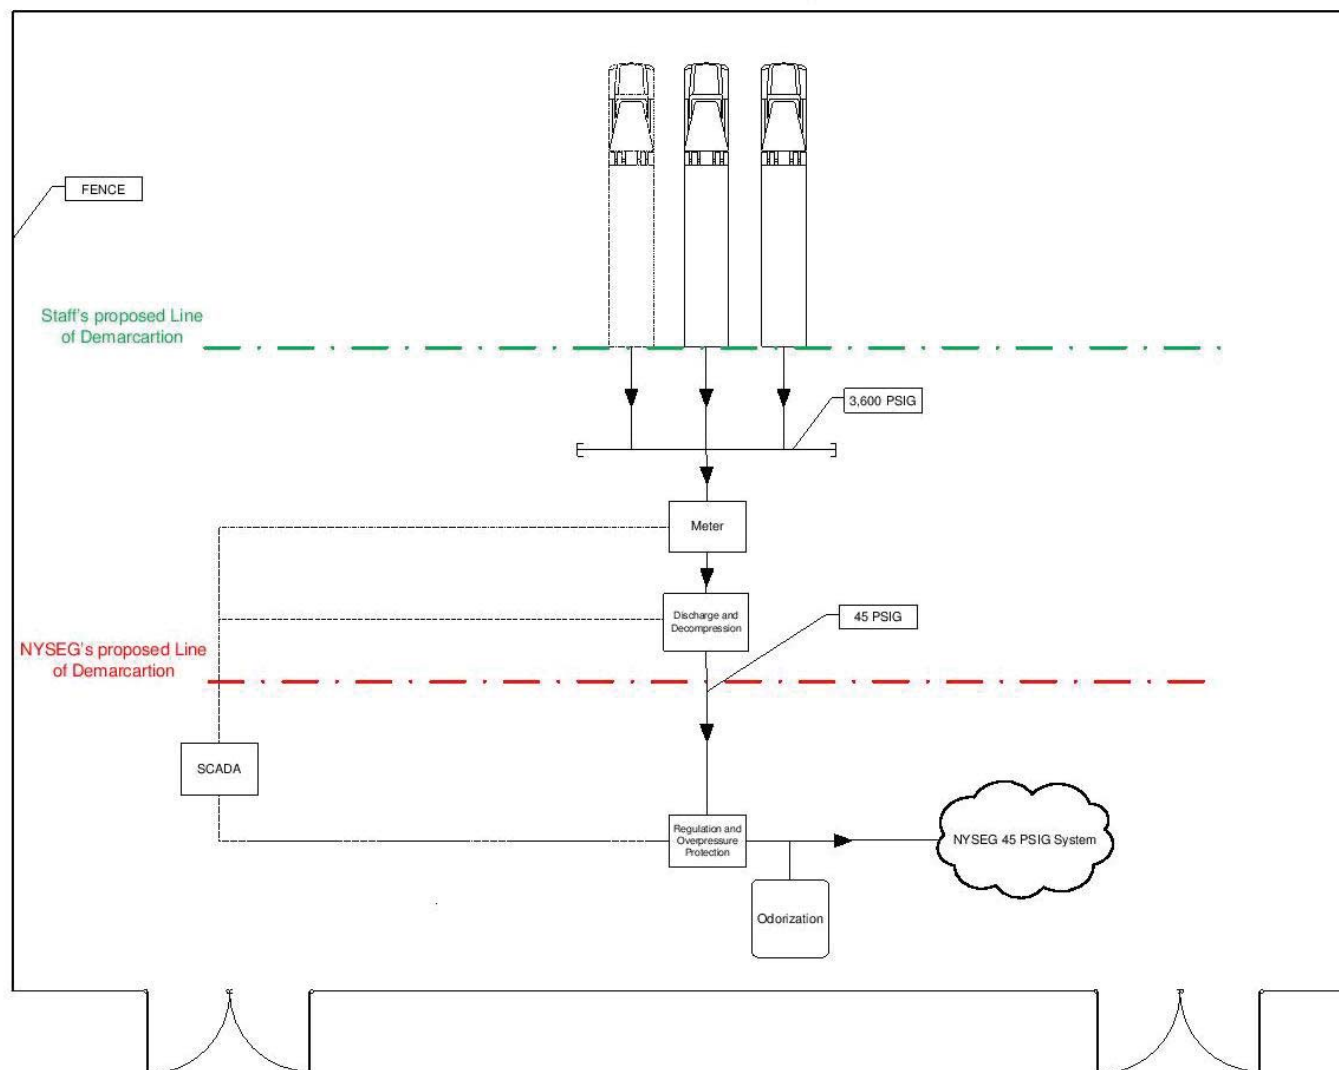 FENCE
Staff's proposed Line
of Demarcartion
3,600 PSIG
Meter
Discharge and
Decompression
45 PSIG
NYSEG's proposed Line
of Demarcartion
SCADA
Regulation and
Overpressure
Protection
NYSEG 45 PSIG System
Odorization